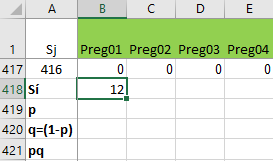 A B C D E
1 Sj Preg01 Preg02 Preg03 Preg04
417 416 0 0 0 0
418 Sí 12
419 p
420 q=(1-p)
421 pq